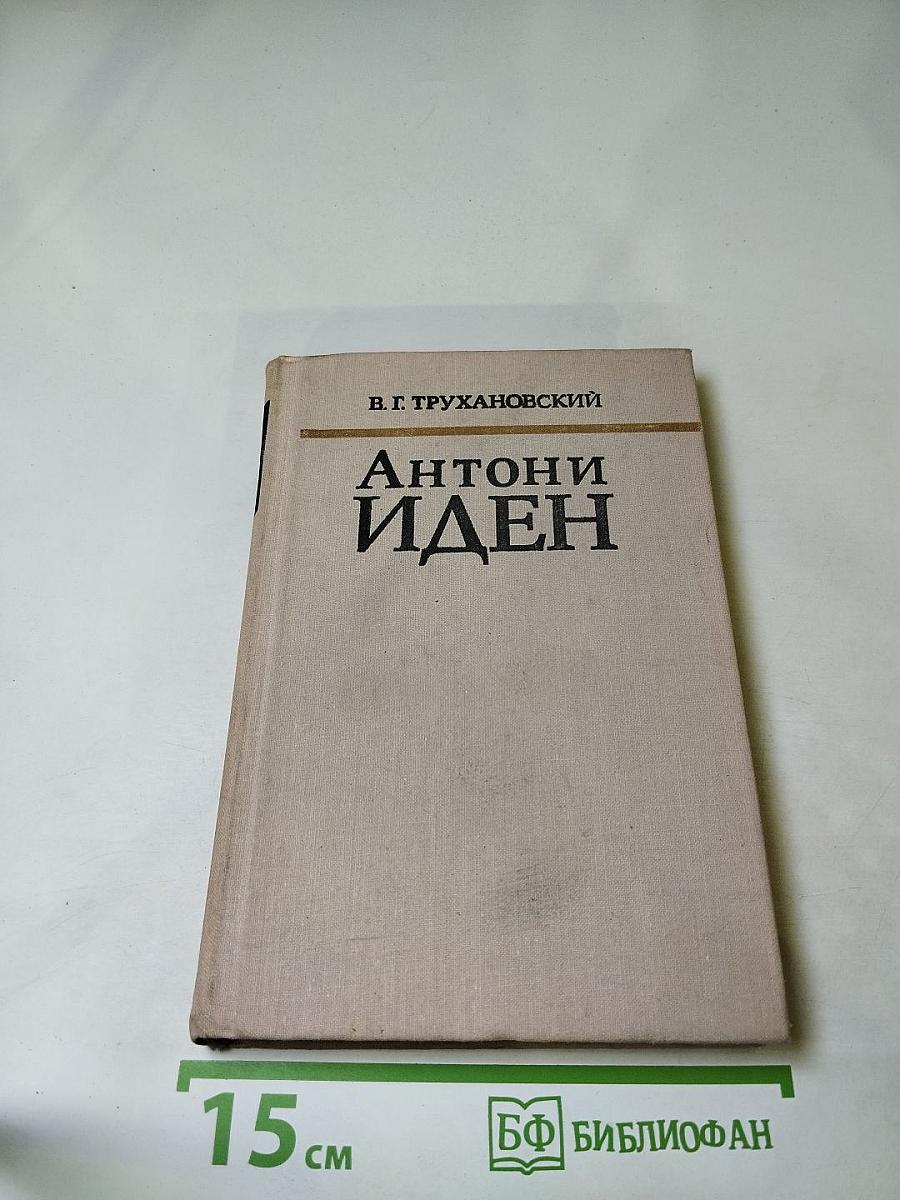 В. Г. ТРУХАНОВСКИЙ
АНТОНИ
ИДЕН
15 см
БФ БИБЛИОФАН